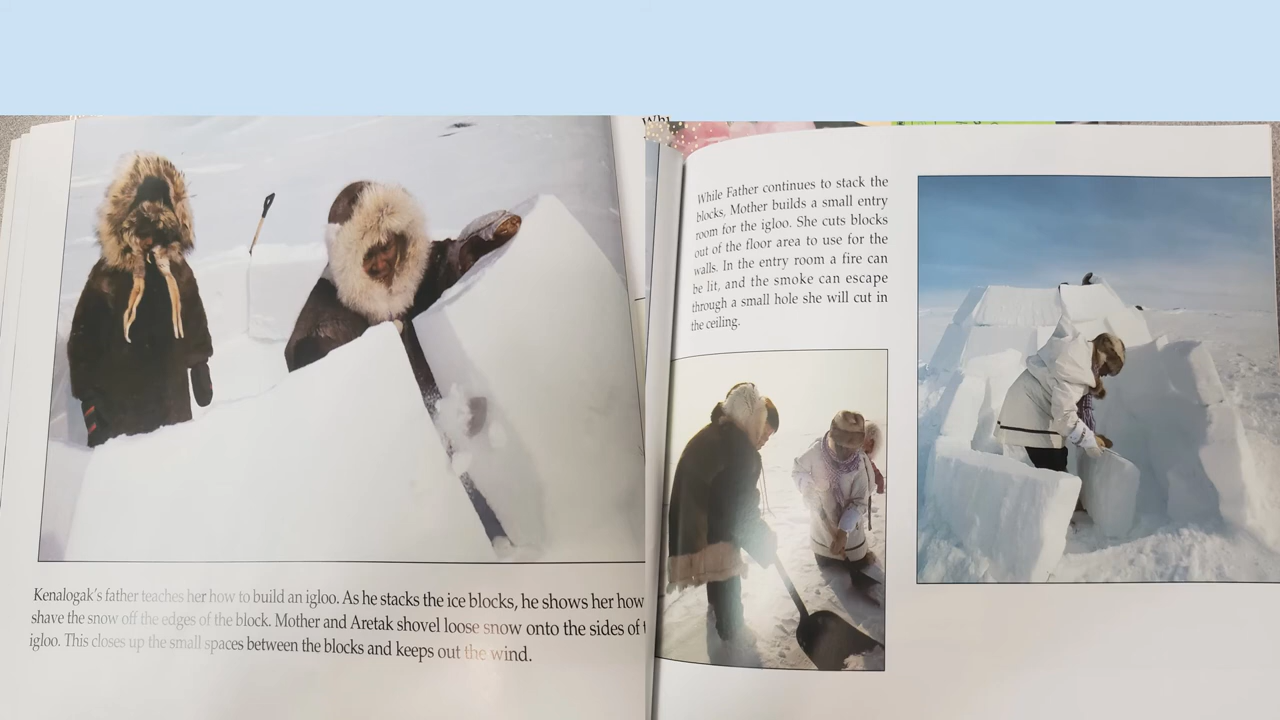 Kenalogak's father teaches her how to build an igloo. As he stacks the ice blocks, he shows her how
shave the snow off the edges of the block. Mother and Aretak shovel loose snow onto the sides of
igloo. This closes up the small spaces between the blocks and keeps out the wind.
While Father continues to stack the
blocks, Mother builds a small entry
room for the igloo. She cuts blocks
out of the floor area to use for the
walls. In the entry room a fire can
be lit, and the smoke can escape
through a small hole she will cut in
the ceiling.